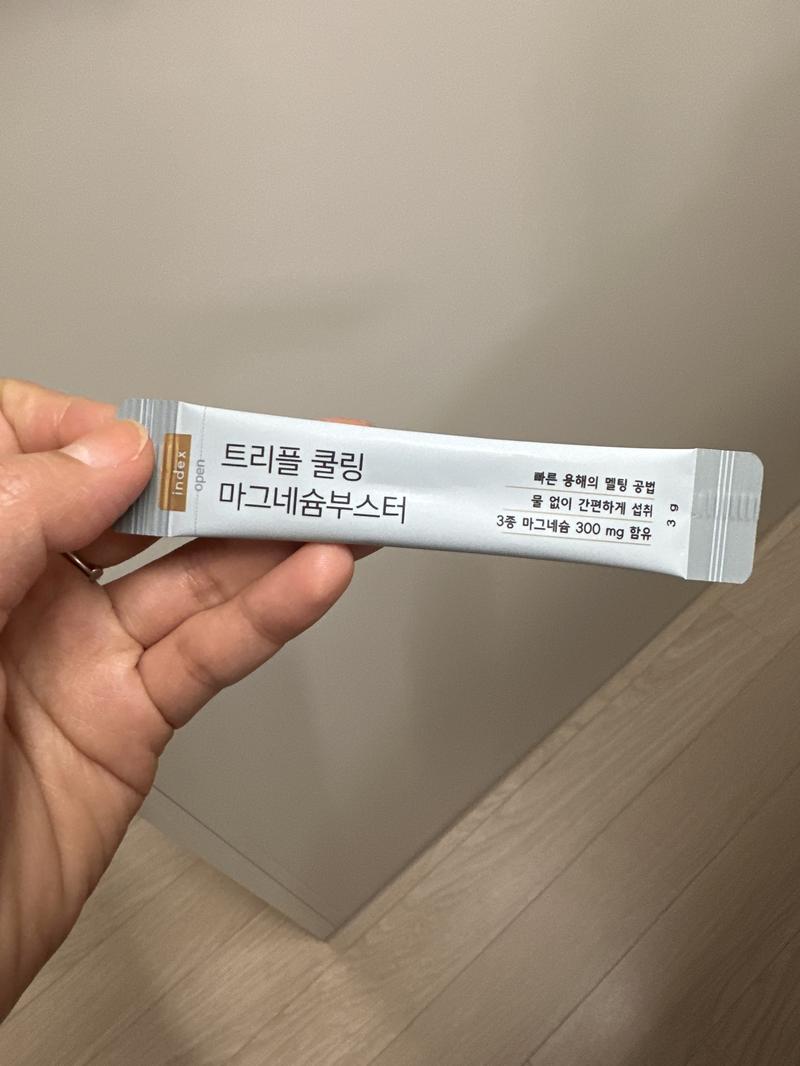 index
open
트리플 쿨링
마그네슘부스터
빠른 용해의 멜팅 공법
물 없이 간편하게 섭취
3종 마그네슘 300 mg 함유
3 g